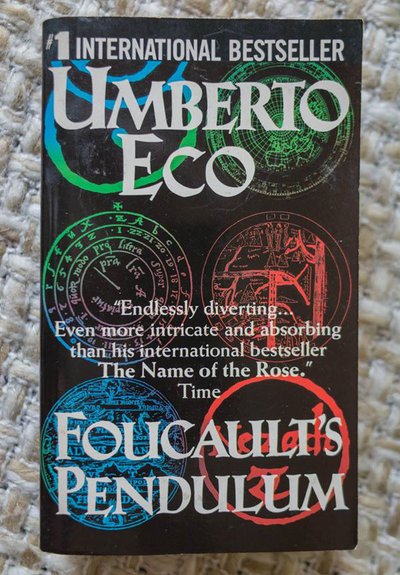 #1 INTERNATIONAL BESTSELLER
UMBERTO
ECO
"Endlessly diverting...
Even more intricate and absorbing
than his international bestseller
The Name of the Rose."
Time
FOUCAULT'S
PENDULUM